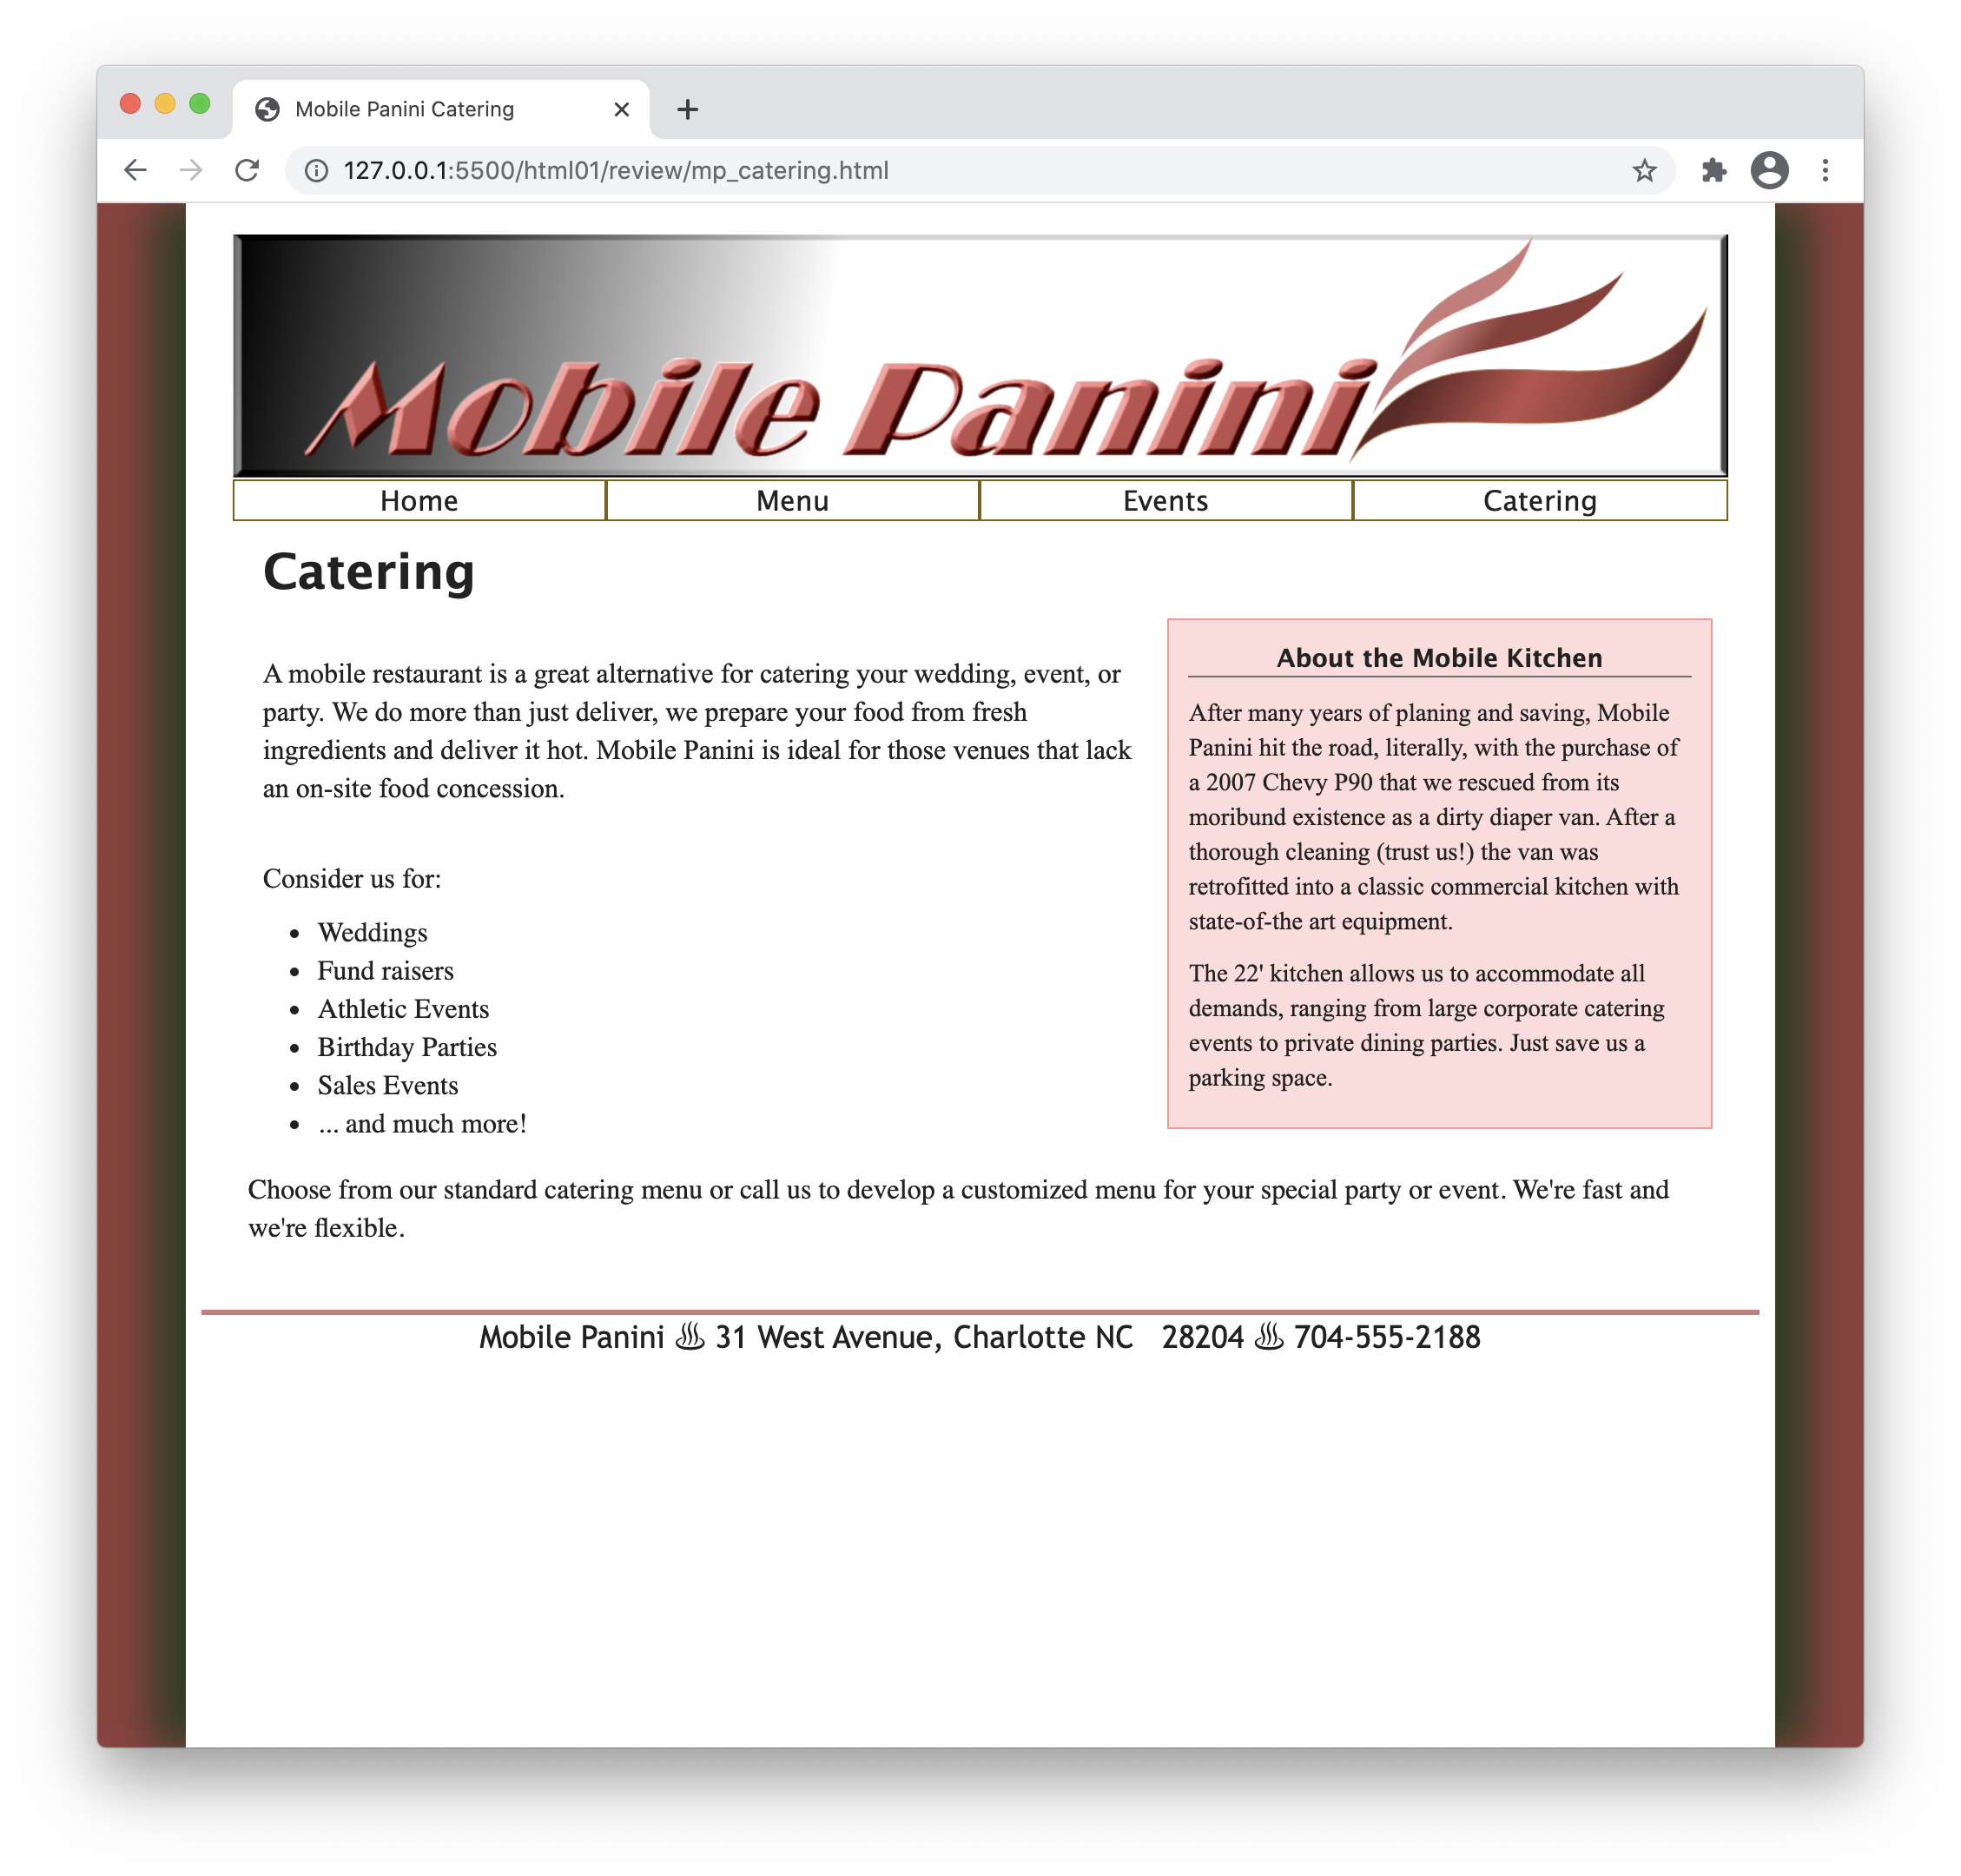 Mobile Panini Catering
127.0.0.1:5500/html01/review/mp_catering.html
Mobile Panini
Home Menu Events Catering
Catering
A mobile restaurant is a great alternative for catering your wedding, event, or
party. We do more than just deliver, we prepare your food from fresh
ingredients and deliver it hot. Mobile Panini is ideal for those venues that lack
an on-site food concession.
Consider us for:
• Weddings
• Fund raisers
• Athletic Events
• Birthday Parties
• Sales Events
• ... and much more!
About the Mobile Kitchen
After many years of planing and saving, Mobile
Panini hit the road, literally, with the purchase of
a 2007 Chevy P90 that we rescued from its
moribund existence as a dirty diaper van. After a
thorough cleaning (trust us!) the van was
retrofitted into a classic commercial kitchen with
state-of-the art equipment.
The 22' kitchen allows us to accommodate all
demands, ranging from large corporate catering
events to private dining parties. Just save us a
parking space.
Choose from our standard catering menu or call us to develop a customized menu for your special party or event. We're fast and
we're flexible.
Mobile Panini ♨ 31 West Avenue, Charlotte NC 28204 ♨ 704-555-2188